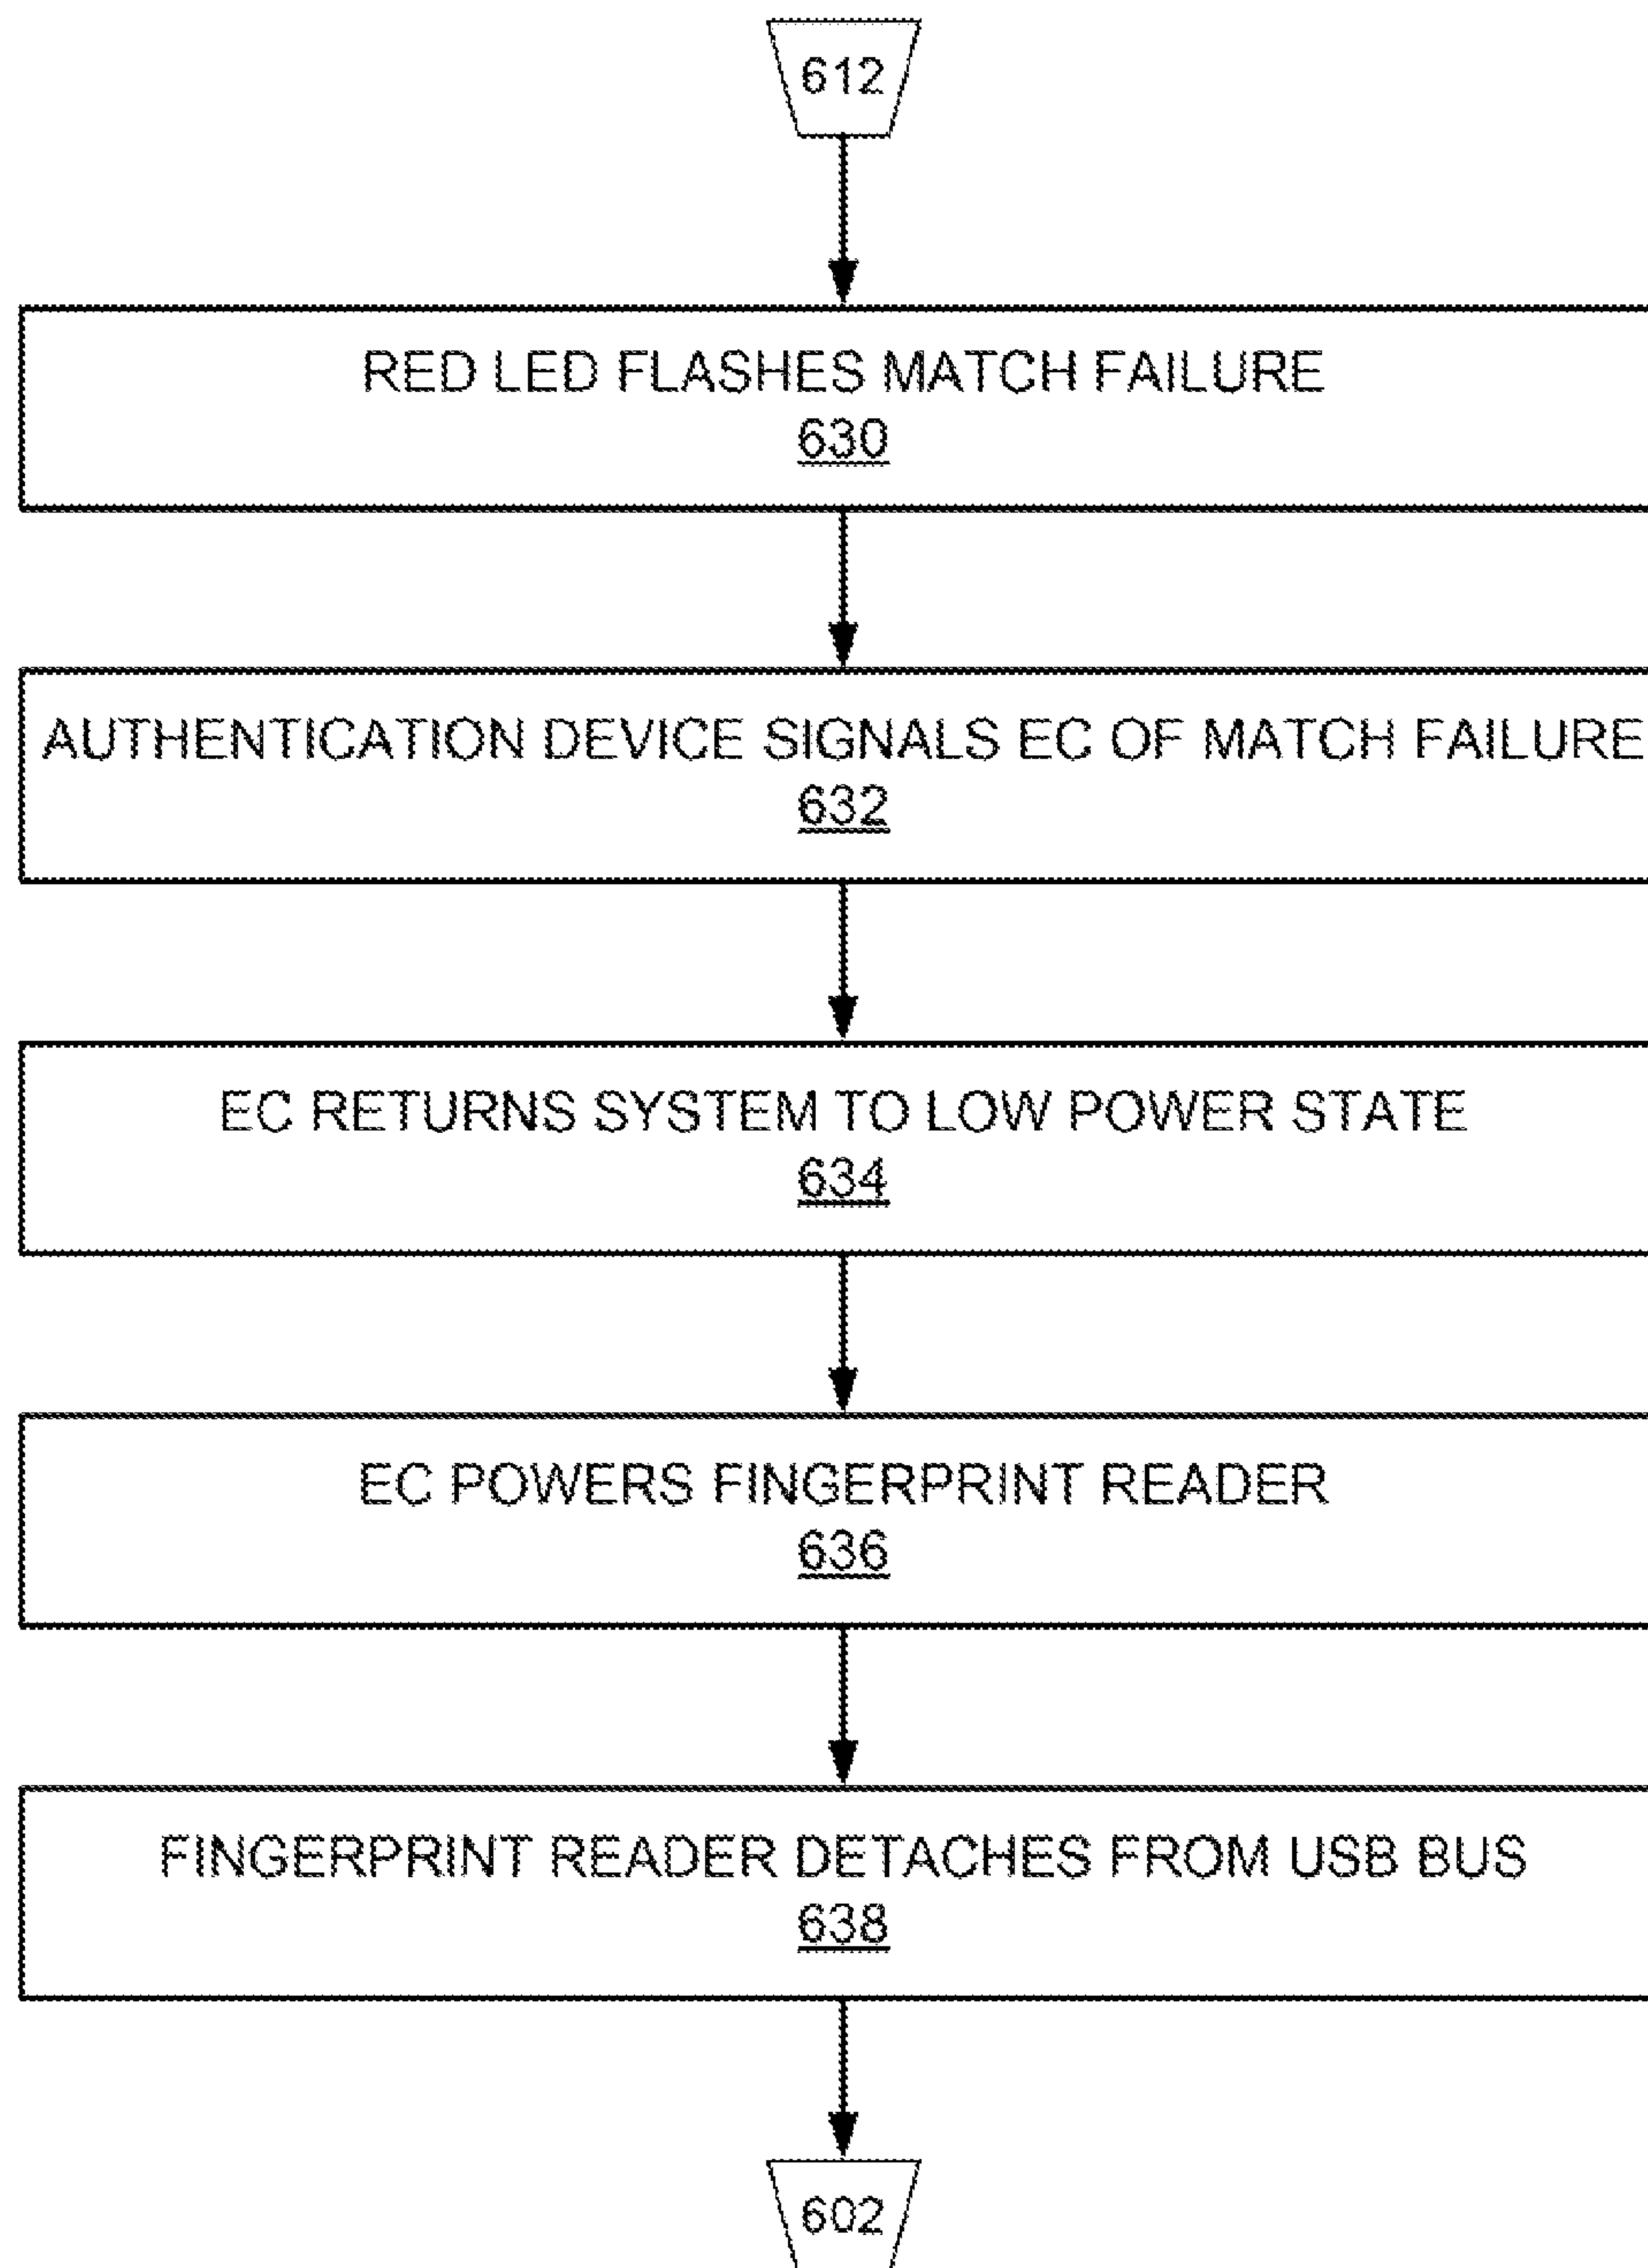 612
RED LED FLASHES MATCH FAILURE
630
AUTHENTICATION DEVICE SIGNALS EC OF MATCH FAILURE
632
EC RETURNS SYSTEM TO LOW POWER STATE
634
EC POWERS FINGERPRINT READER
636
FINGERPRINT READER DETACHES FROM USB BUS
638
602